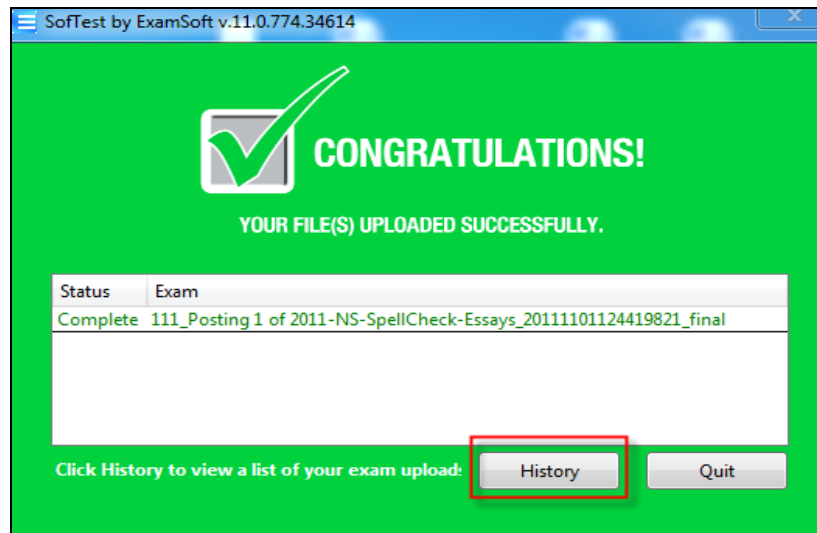 SofTest by ExamSoft v.11.0.774.34614
CONGRATULATIONS!
YOUR FILE(S) UPLOADED SUCCESSFULLY.
Status Exam
Complete 111_Posting 1 of 2011-NS-SpellCheck-Essays_20111101124419821_final
Click History to view a list of your exam upload: History Quit